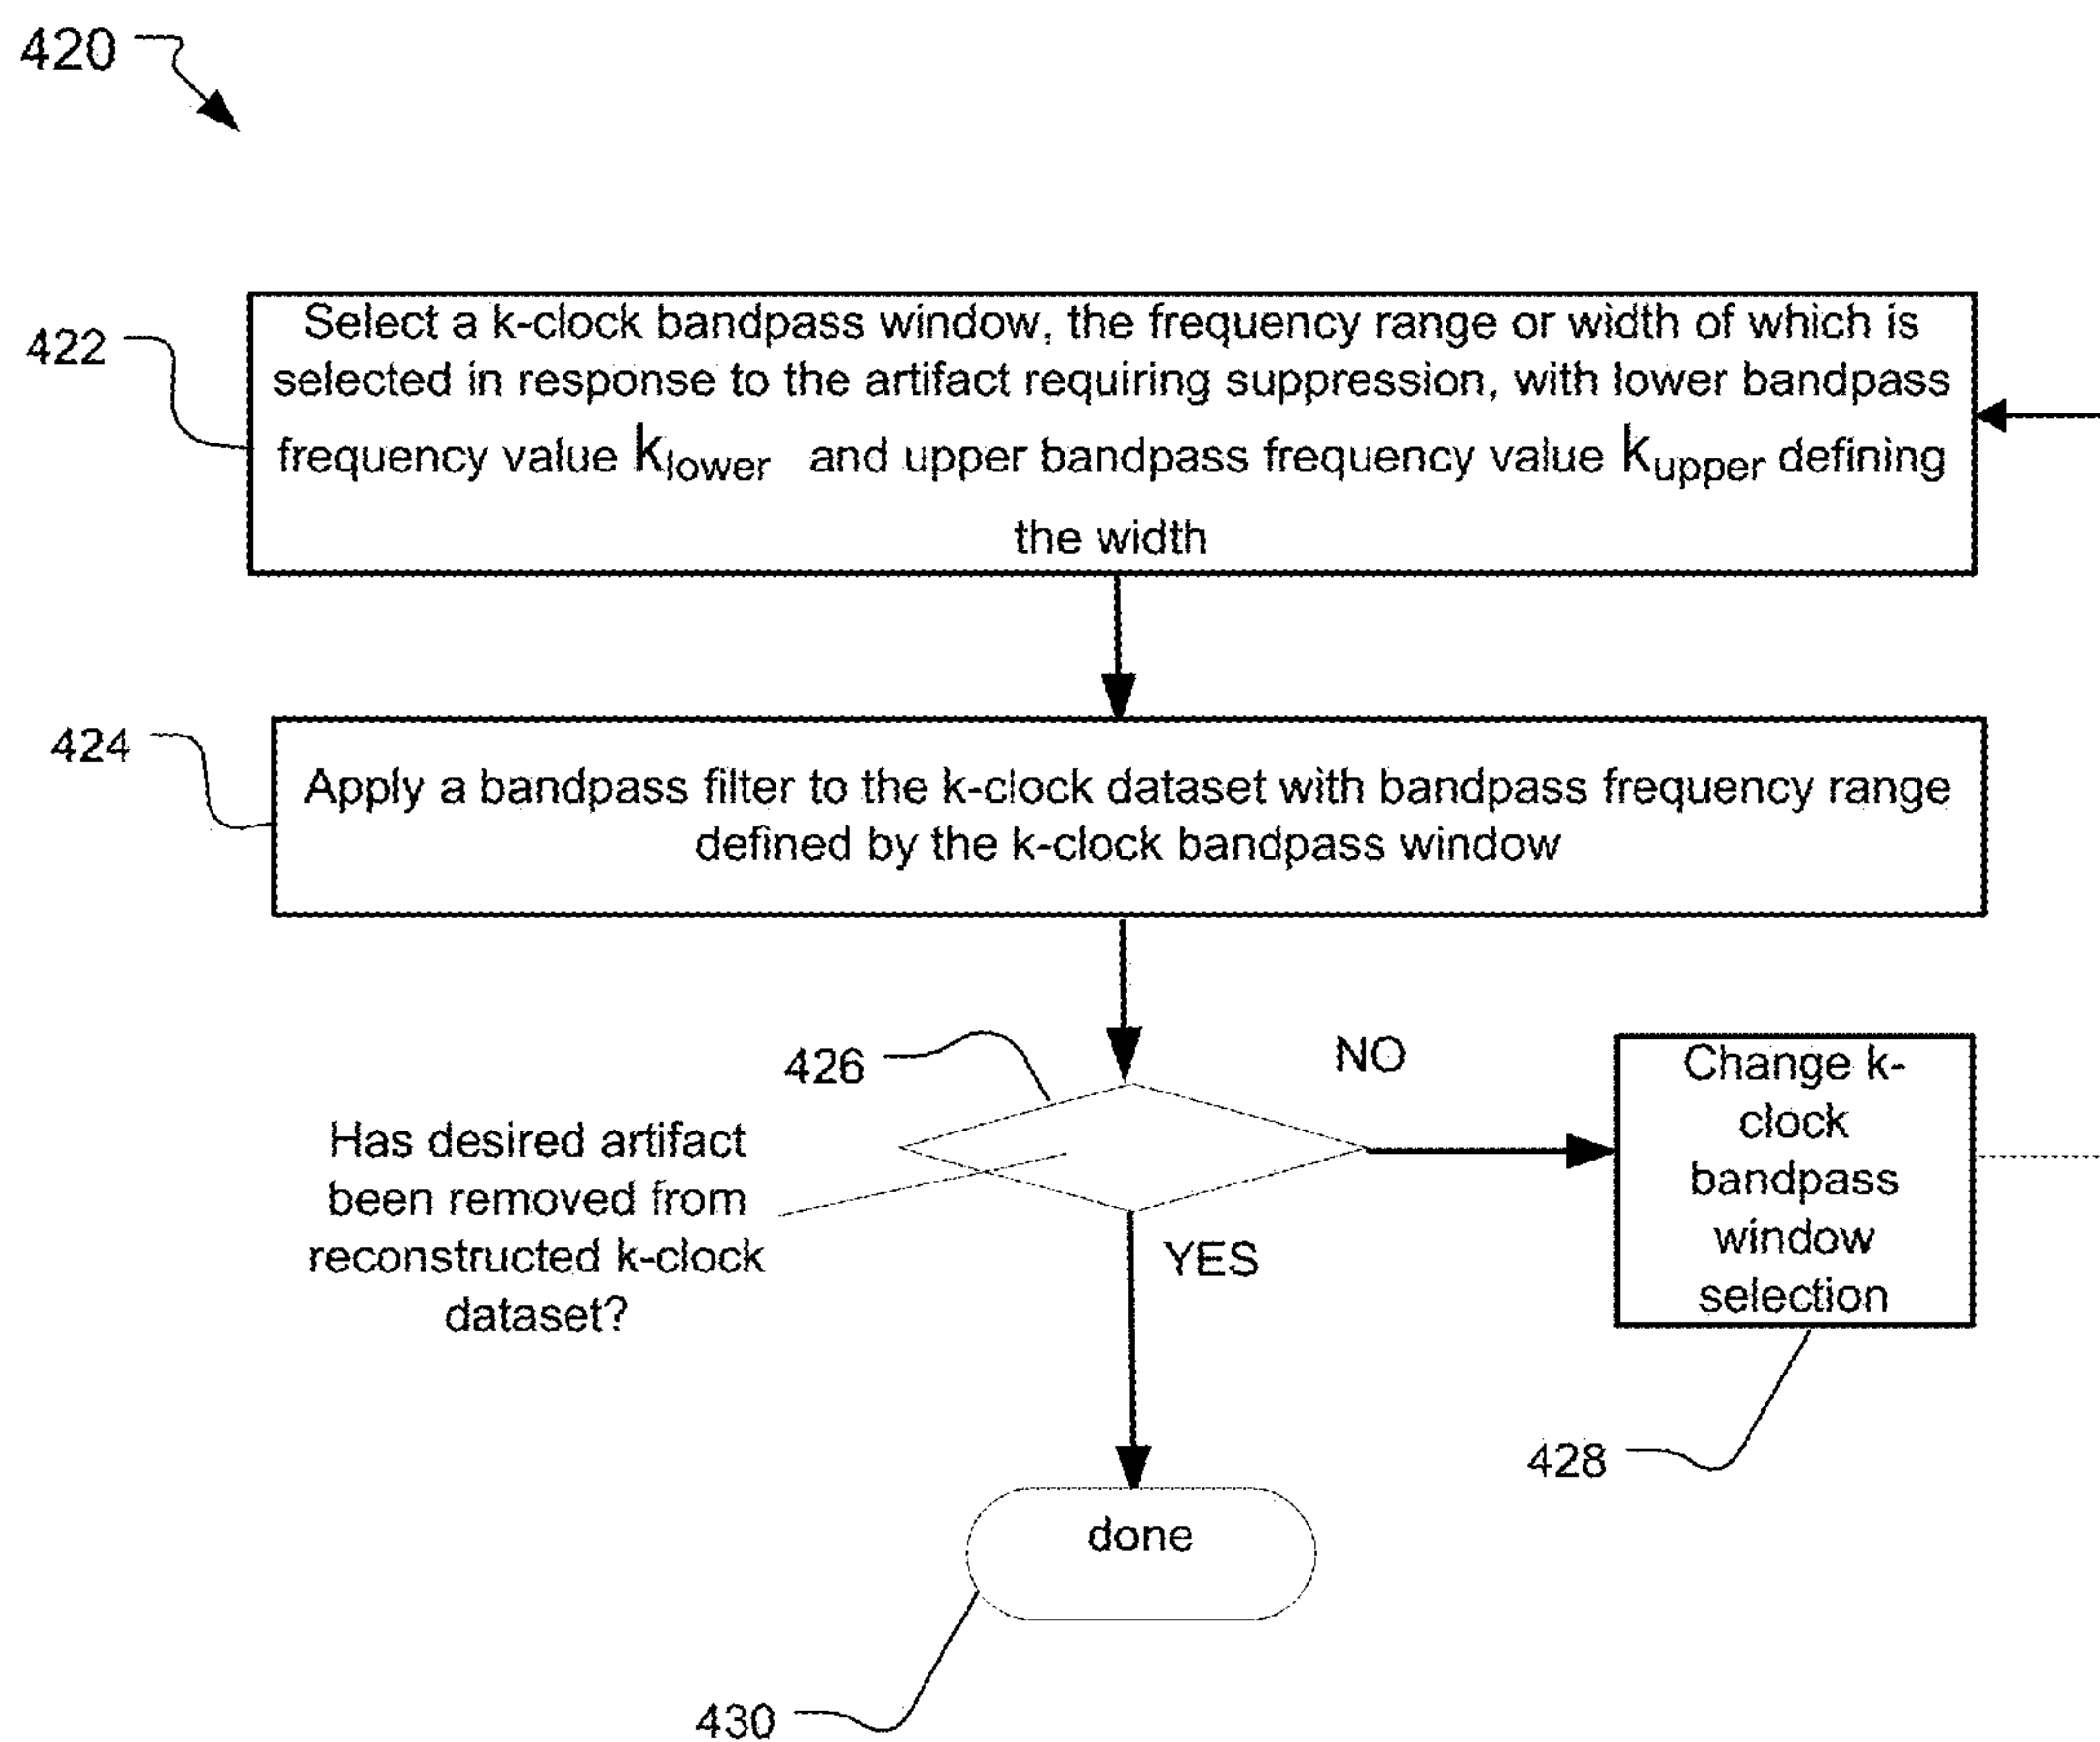 420
422
Select a k-clock bandpass window, the frequency range or width of which is
selected in response to the artifact requiring suppression, with lower bandpass
frequency value klower and upper bandpass frequency value kupper defining
the width
424
Apply a bandpass filter to the k-clock dataset with bandpass frequency range
defined by the k-clock bandpass window
426
NO
Has desired artifact
been removed from
reconstructed k-clock
dataset?
YES
Change k-
clock
bandpass
window
selection
428
done
430